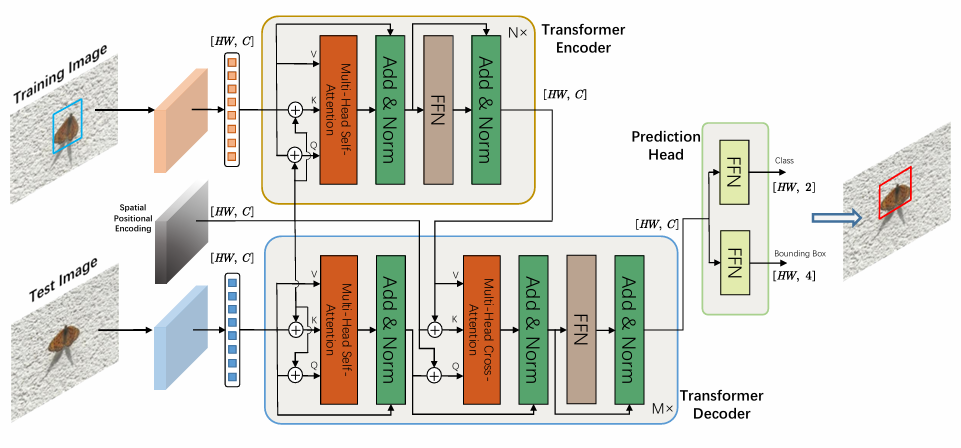 Training Image
[HW, C]
V
K
Q
Multi-Head Self-
Attention
Add & Norm
FFN
Add & Norm
N×
Transformer
Encoder
[HW, C]
Spatial
Positional
Encoding
[HW, C]
Test Image
[HW, C]
V
K
Q
Multi-Head Self-
Attention
Add & Norm
V
K
Q
Multi-Head Cross-
Attention
Add & Norm
FFN
Add & Norm
M×
Transformer
Decoder
[HW, C]
Prediction
Head
FFN
Class
[HW, 2]
FFN
Bounding Box
[HW, 4]